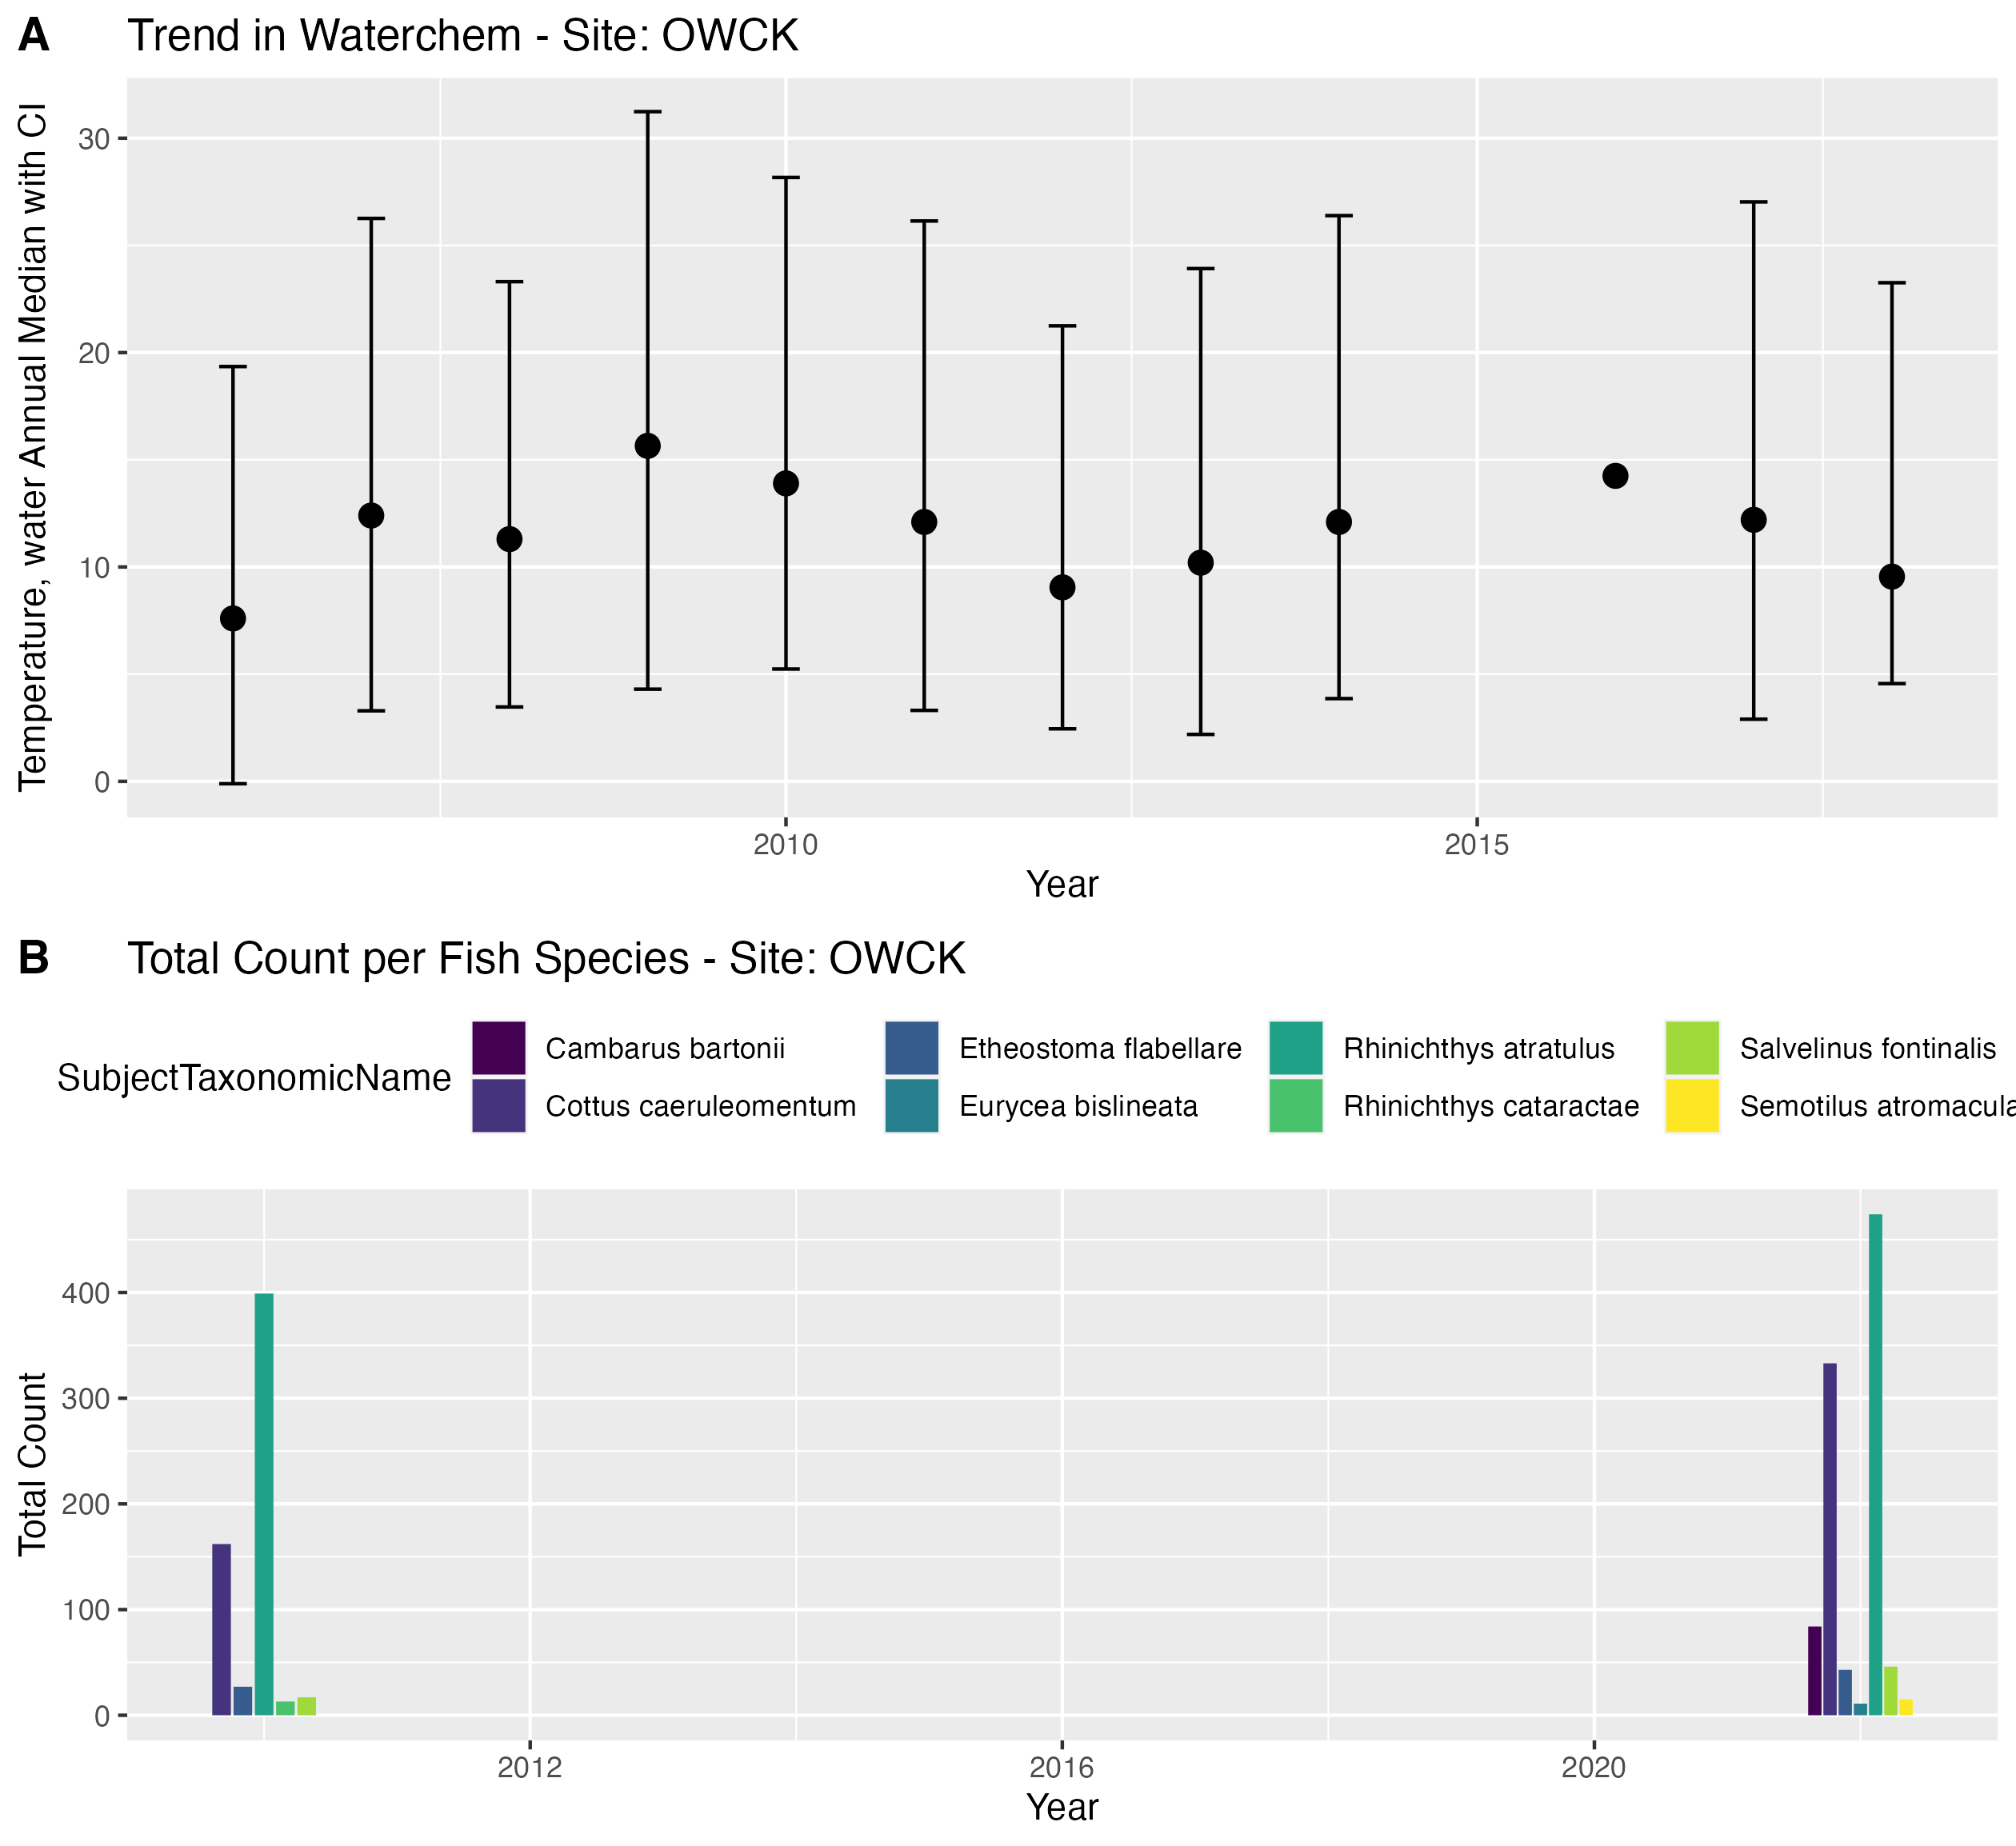 A Trend in Waterchem - Site: OWCK
Temperature, water Annual Median with CI
30
20
10
0
2010 2015
Year
B Total Count per Fish Species - Site: OWCK
SubjectTaxonomicName
Cambarus bartonii Etheostoma flabellare Rhinichthys atratulus Salvelinus fontinalis
Cottus caeruleomentum Eurycea bislineata Rhinichthys cataractae Semotilus atromacula
Total Count
400
300
200
100
0
2012 2016 2020
Year